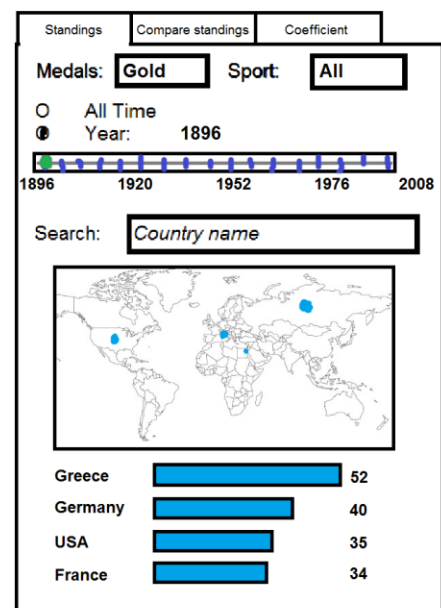 Standings Compare standings Coefficient
Medals: Gold Sport: All
All Time
Year: 1896
1896 1920 1952 1976 2008
Search: Country name
Greece 52
Germany 40
USA 35
France 34